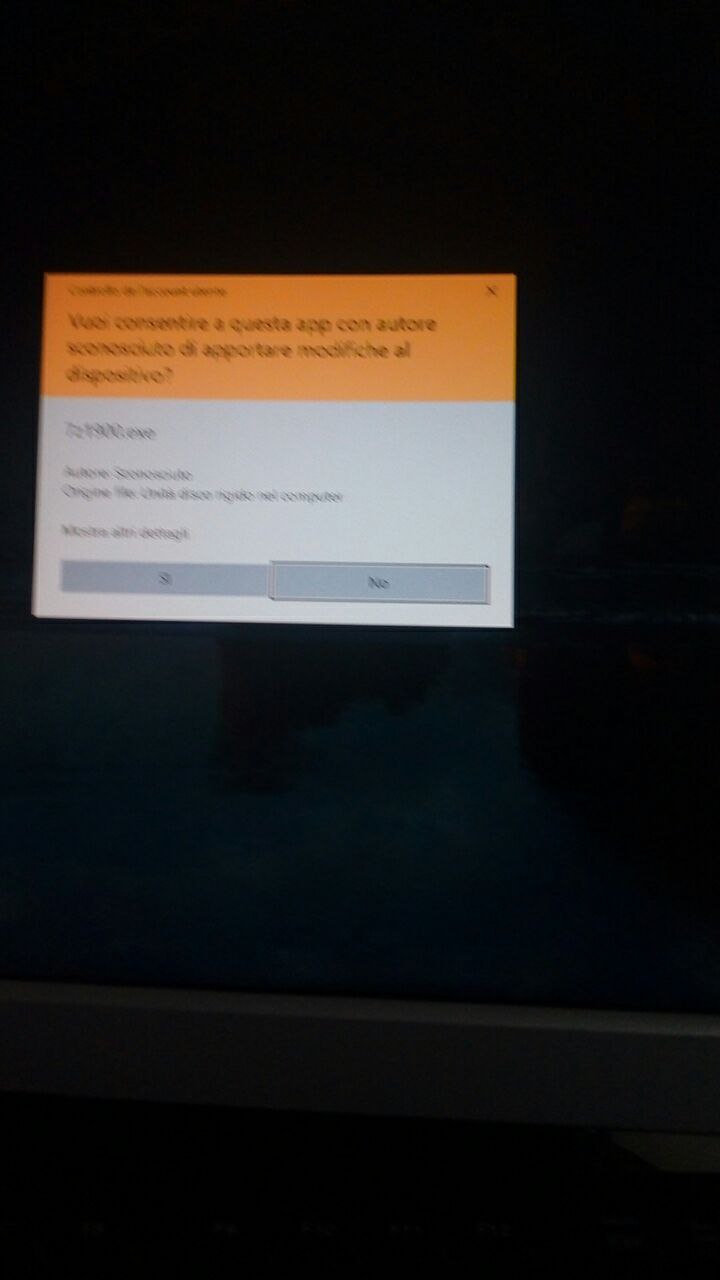 Controllo dell'account utente
Vuoi consentire a questa app con autore
sconosciuto di apportare modifiche al
dispositivo?
7z1900.exe
Autore: Sconosciuto
Origine file: Unità disco rigido nel computer
Mostra altri dettagli
Sì
No